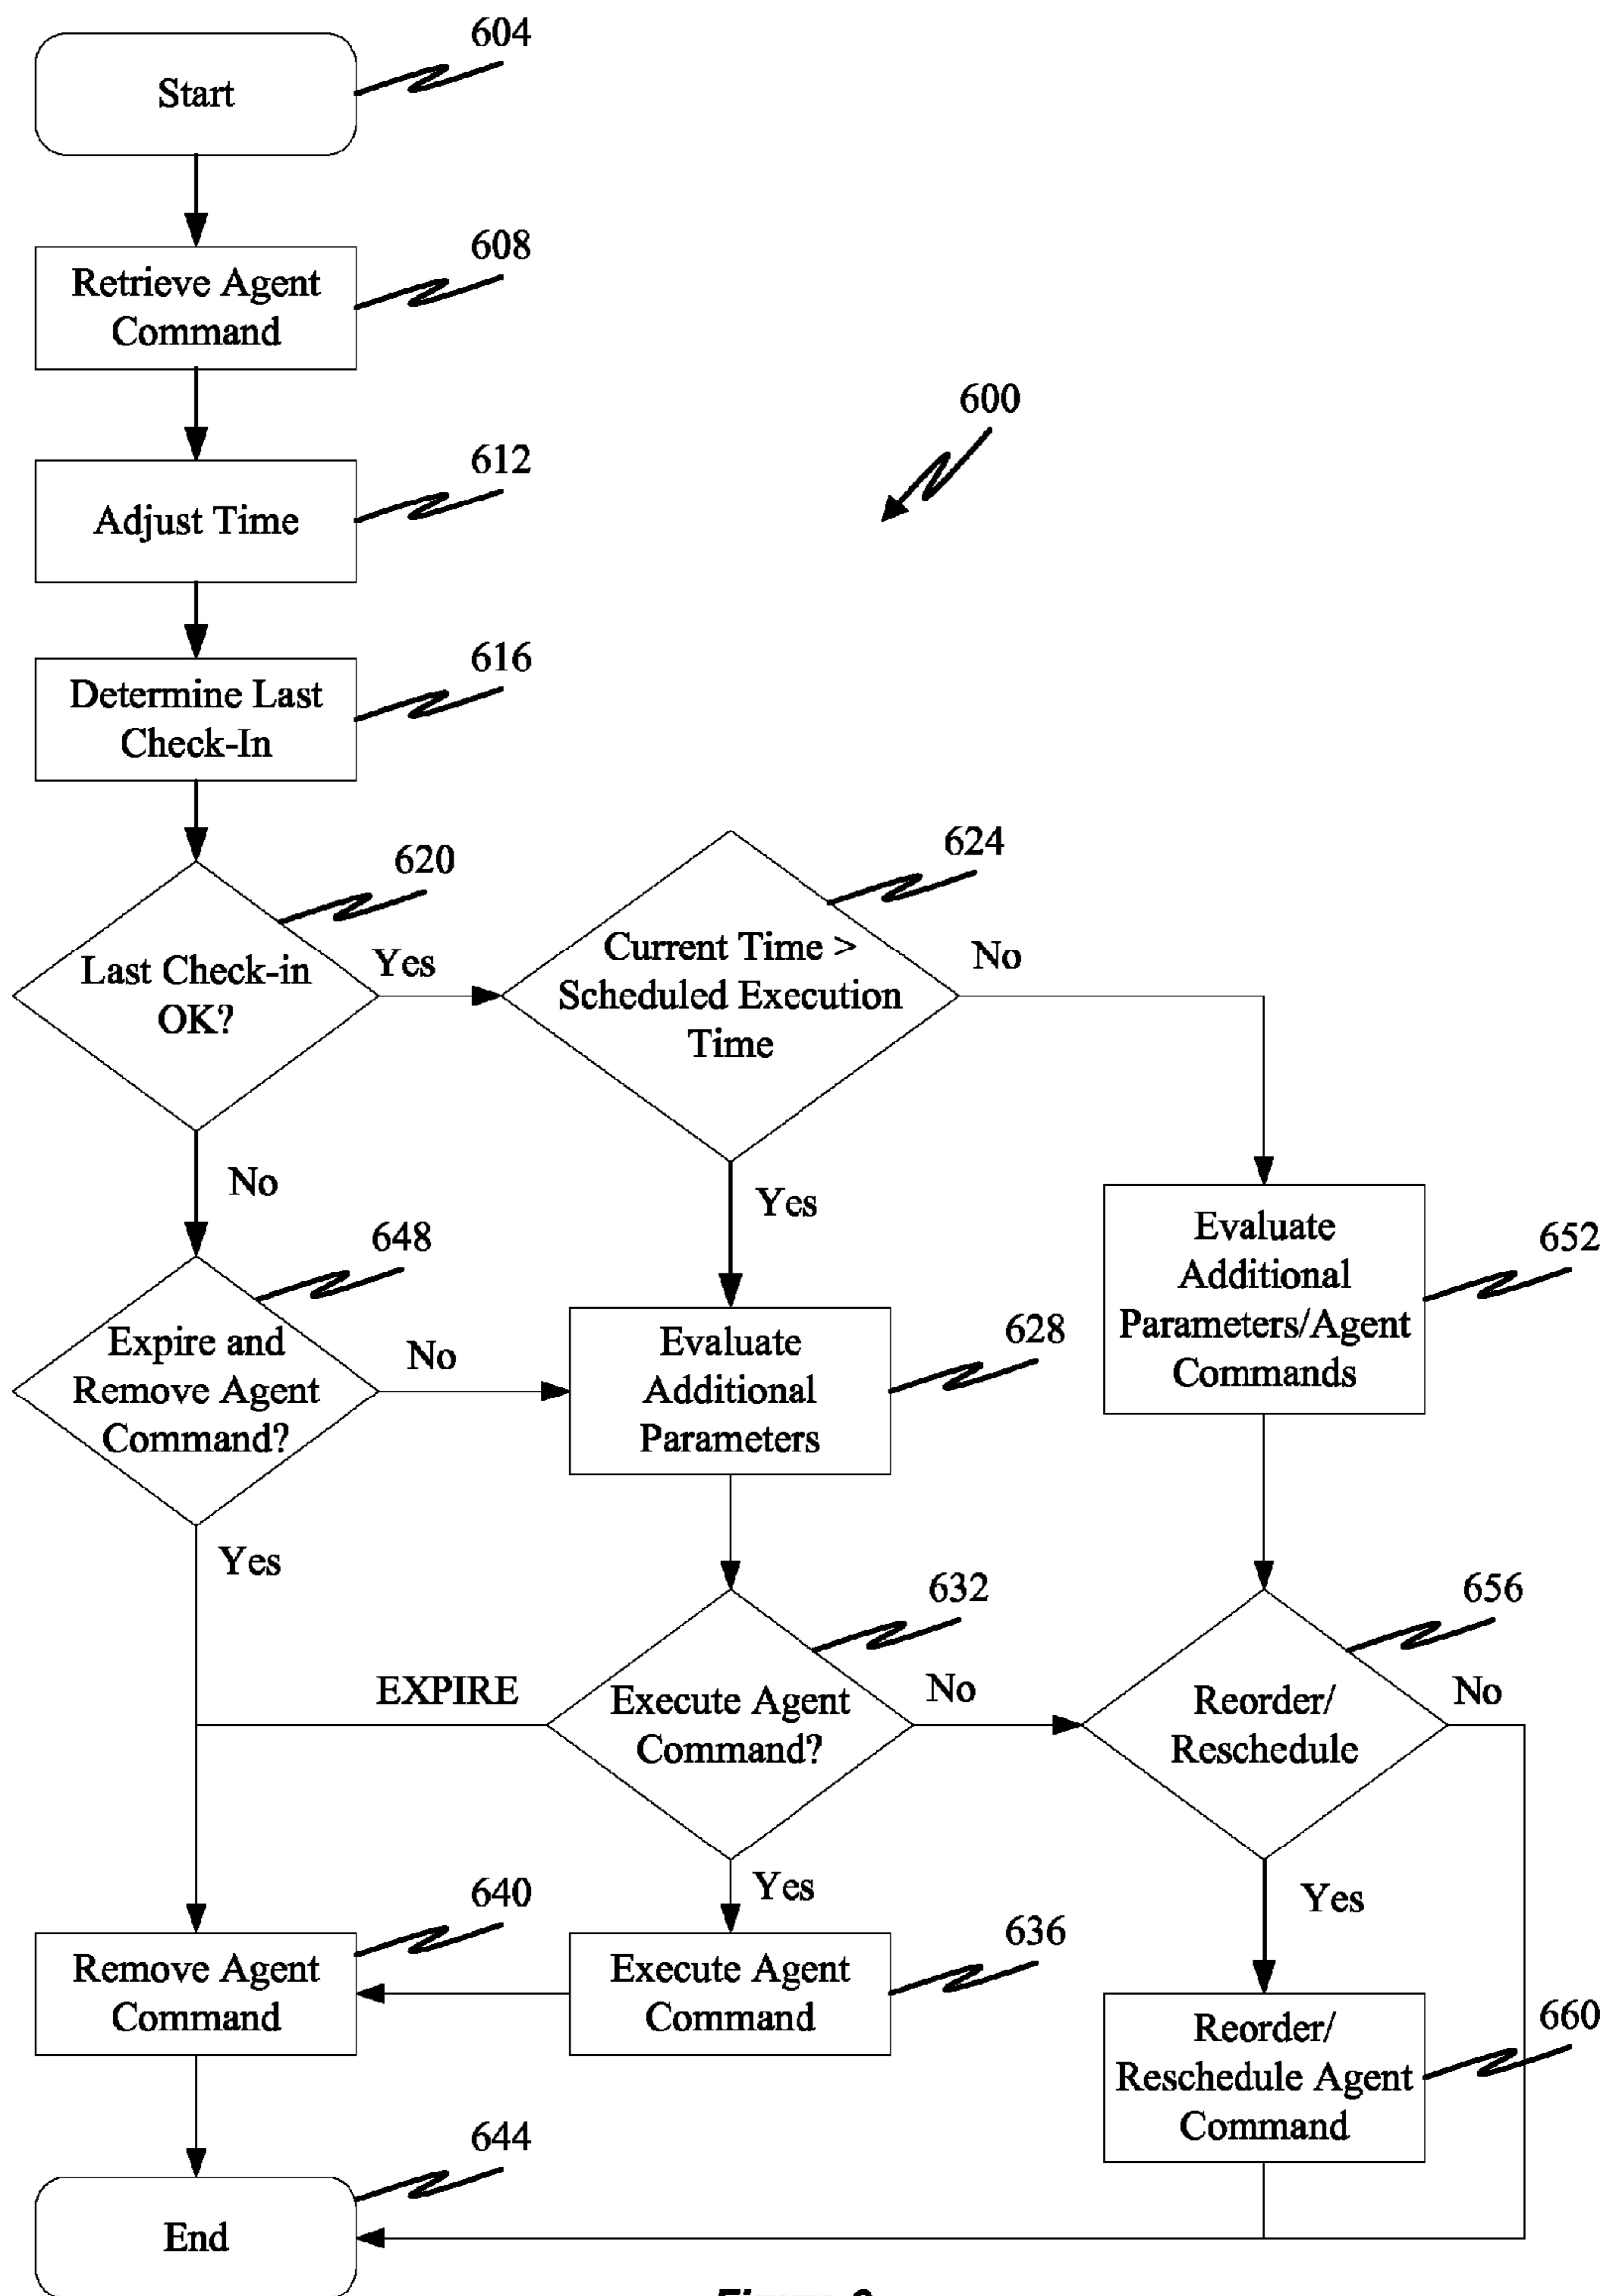 604
Start
608
Retrieve Agent
Command
600
612
Adjust Time
616
Determine Last
Check-In
620
Last Check-in
OK?
Yes
624
Current Time >
Scheduled Execution
Time
No
No
Yes
648
Expire and
Remove Agent
Command?
No
628
Evaluate
Additional
Parameters
652
Evaluate
Additional
Parameters/Agent
Commands
Yes
632
EXPIRE
Execute Agent
Command?
No
656
Reorder/
Reschedule
No
Yes
Yes
640
Remove Agent
Command
636
Execute Agent
Command
660
Reorder/
Reschedule Agent
Command
644
End